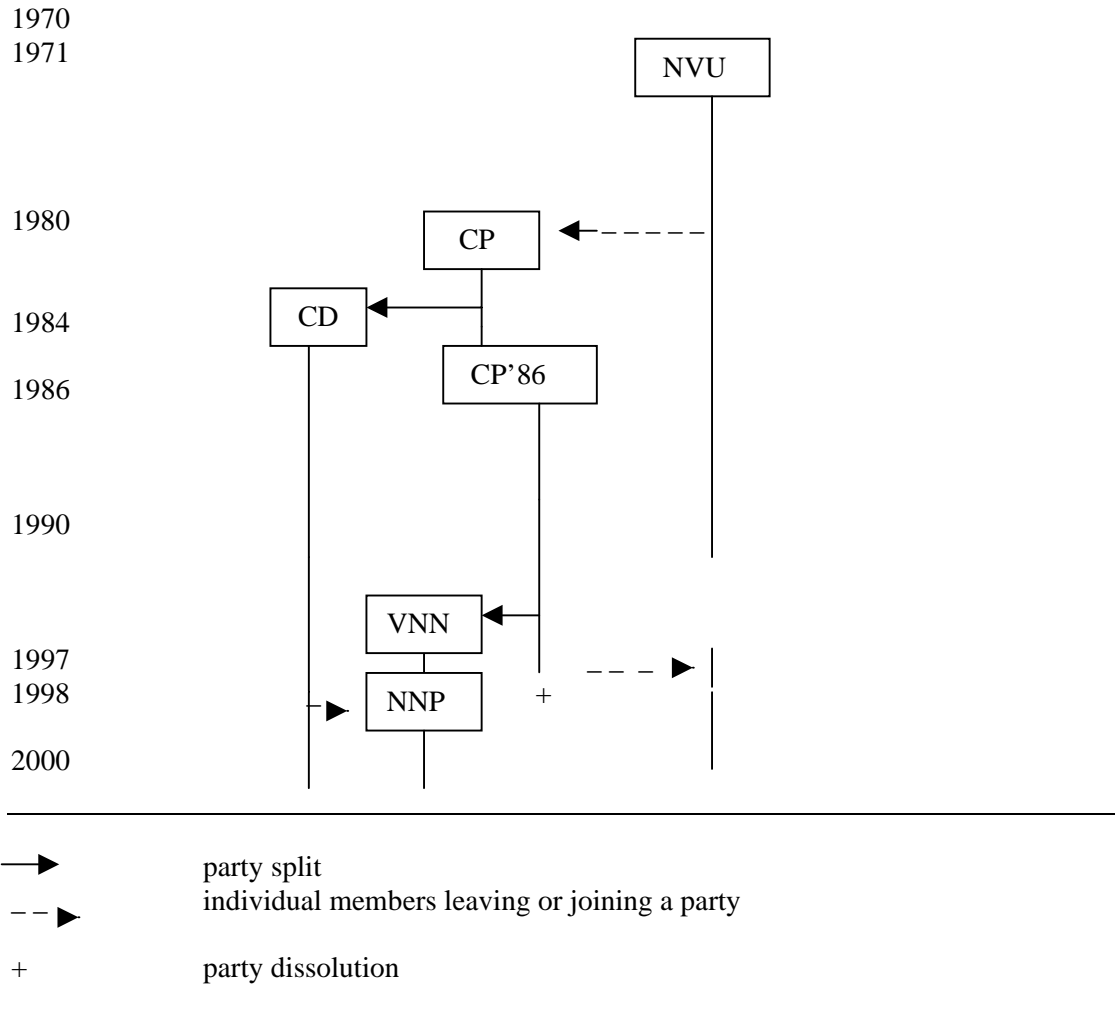 1970
1971
NVU
1980
CP
CD
1984
CP’86
1986
1990
VNN
1997
1998
NNP
+
2000
party split
individual members leaving or joining a party
+ party dissolution